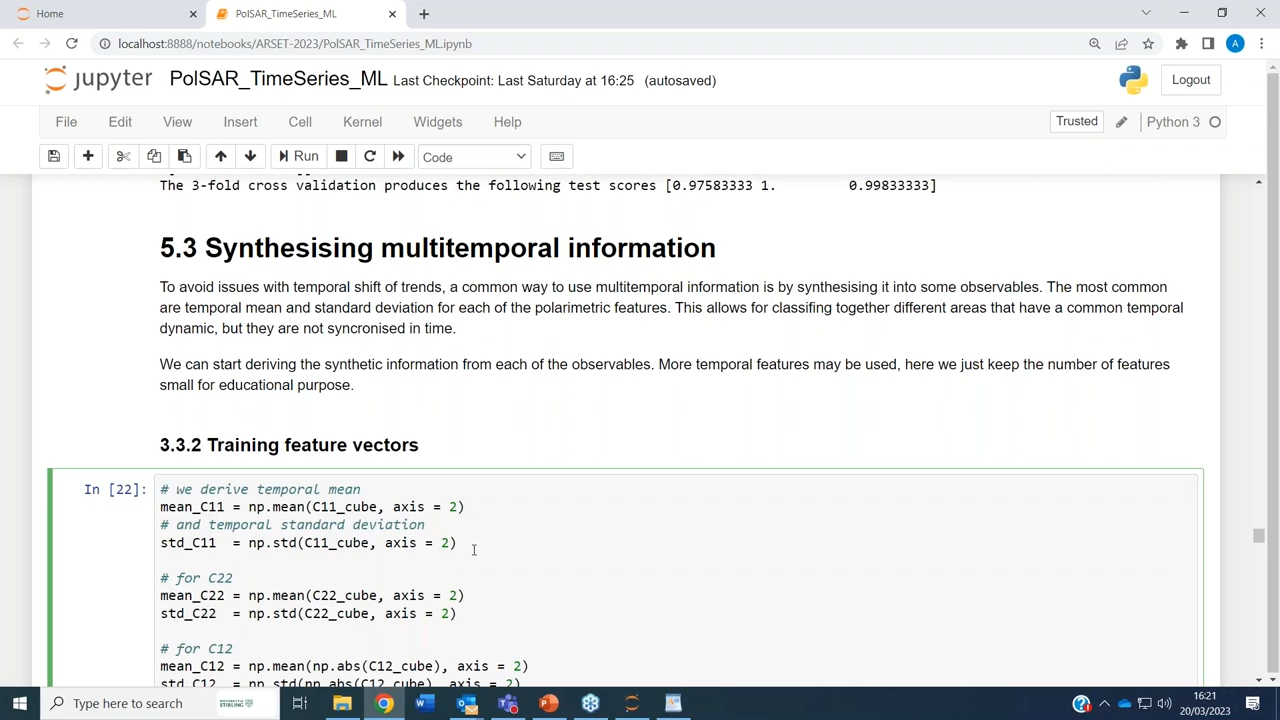 Home
PolSAR_TimeSeries_ML
localhost:8888/notebooks/ARSET-2023/PolSAR_TimeSeries_ML.ipynb
A
jupyter PolSAR_TimeSeries_ML Last Checkpoint: Last Saturday at 16:25 (autosaved)
Logout
File Edit View Insert Cell Kernel Widgets Help
Trusted
Python 3
Run
Code
The 3-fold cross validation produces the following test scores [0.97583333 1. 0.99833333]
5.3 Synthesising multitemporal information
To avoid issues with temporal shift of trends, a common way to use multitemporal information is by synthesising it into some observables. The most common
are temporal mean and standard deviation for each of the polarimetric features. This allows for classifing together different areas that have a common temporal
dynamic, but they are not syncronised in time.
We can start deriving the synthetic information from each of the observables. More temporal features may be used, here we just keep the number of features
small for educational purpose.
3.3.2 Training feature vectors
In [22]:
# we derive temporal mean
mean_C11 = np.mean(C11_cube, axis = 2)
# and temporal standard deviation
std_C11  = np.std(C11_cube, axis = 2)
# for C22
mean_C22 = np.mean(C22_cube, axis = 2)
std_C22  = np.std(C22_cube, axis = 2)
# for C12
mean_C12 = np.mean(np.abs(C12_cube), axis = 2)
std_C12  = np.std(np.abs(C12_cube), axis = 2)
Type here to search
16:21
20/03/2023